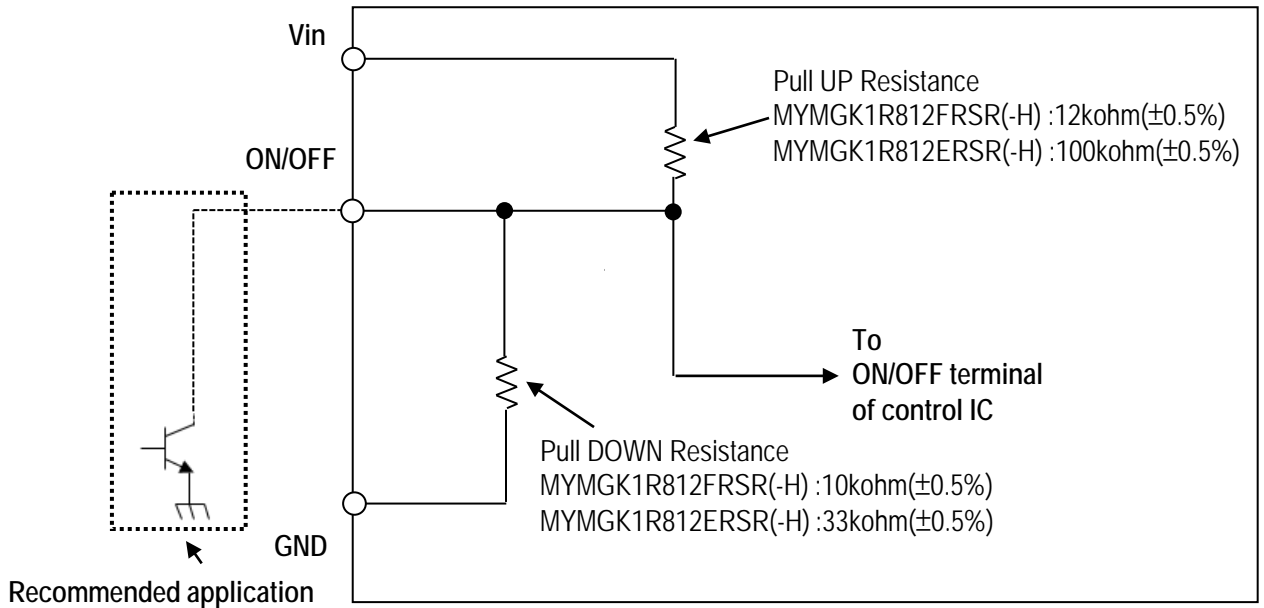 Vin
Pull UP Resistance
MYMGK1R812FRSR(-H) :12kohm(±0.5%)
MYMGK1R812ERSR(-H) :100kohm(±0.5%)
ON/OFF
To
ON/OFF terminal
of control IC
Pull DOWN Resistance
MYMGK1R812FRSR(-H) :10kohm(±0.5%)
MYMGK1R812ERSR(-H) :33kohm(±0.5%)
GND
Recommended application